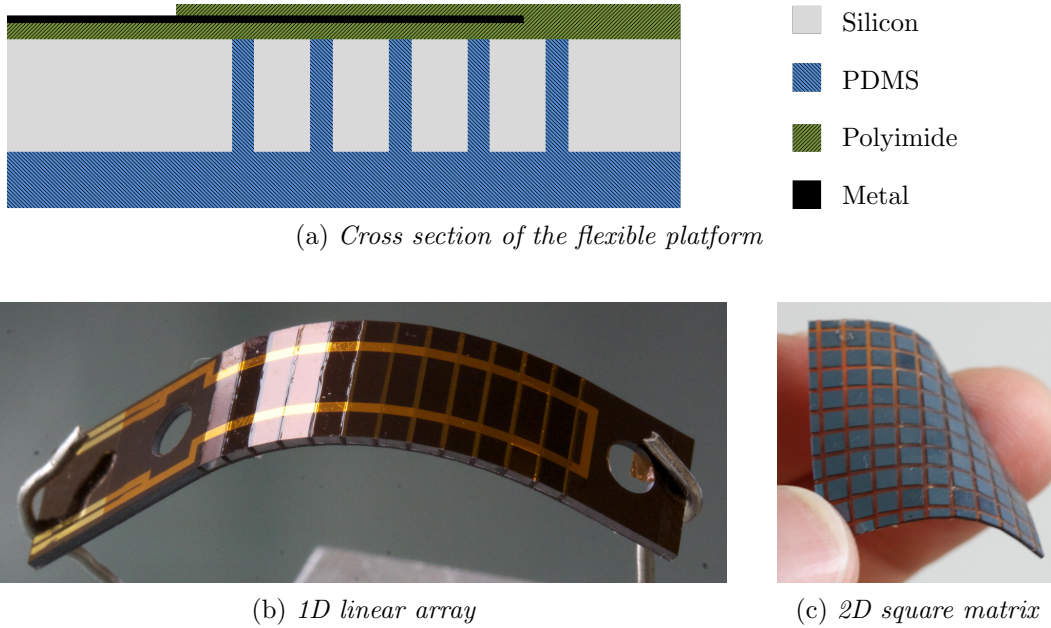 Silicon
PDMS
Polyimide
Metal
(a) Cross section of the flexible platform
(b) 1D linear array
(c) 2D square matrix